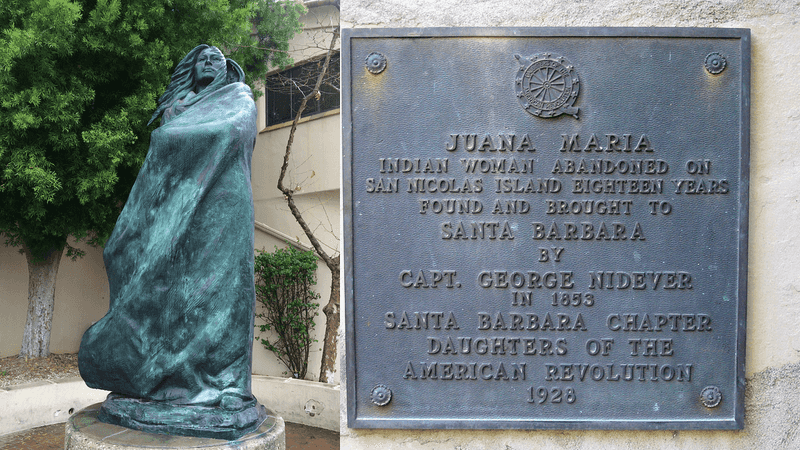 JUANA MARIA
INDIAN WOMAN ABANDONED ON
SAN NICOLAS ISLAND EIGHTEEN YEARS
FOUND AND BROUGHT TO
SANTA BARBARA
BY
CAPT. GEORGE NIDEVER
IN 1853
SANTA BARBARA CHAPTER
DAUGHTERS OF THE
AMERICAN REVOLUTION
1928